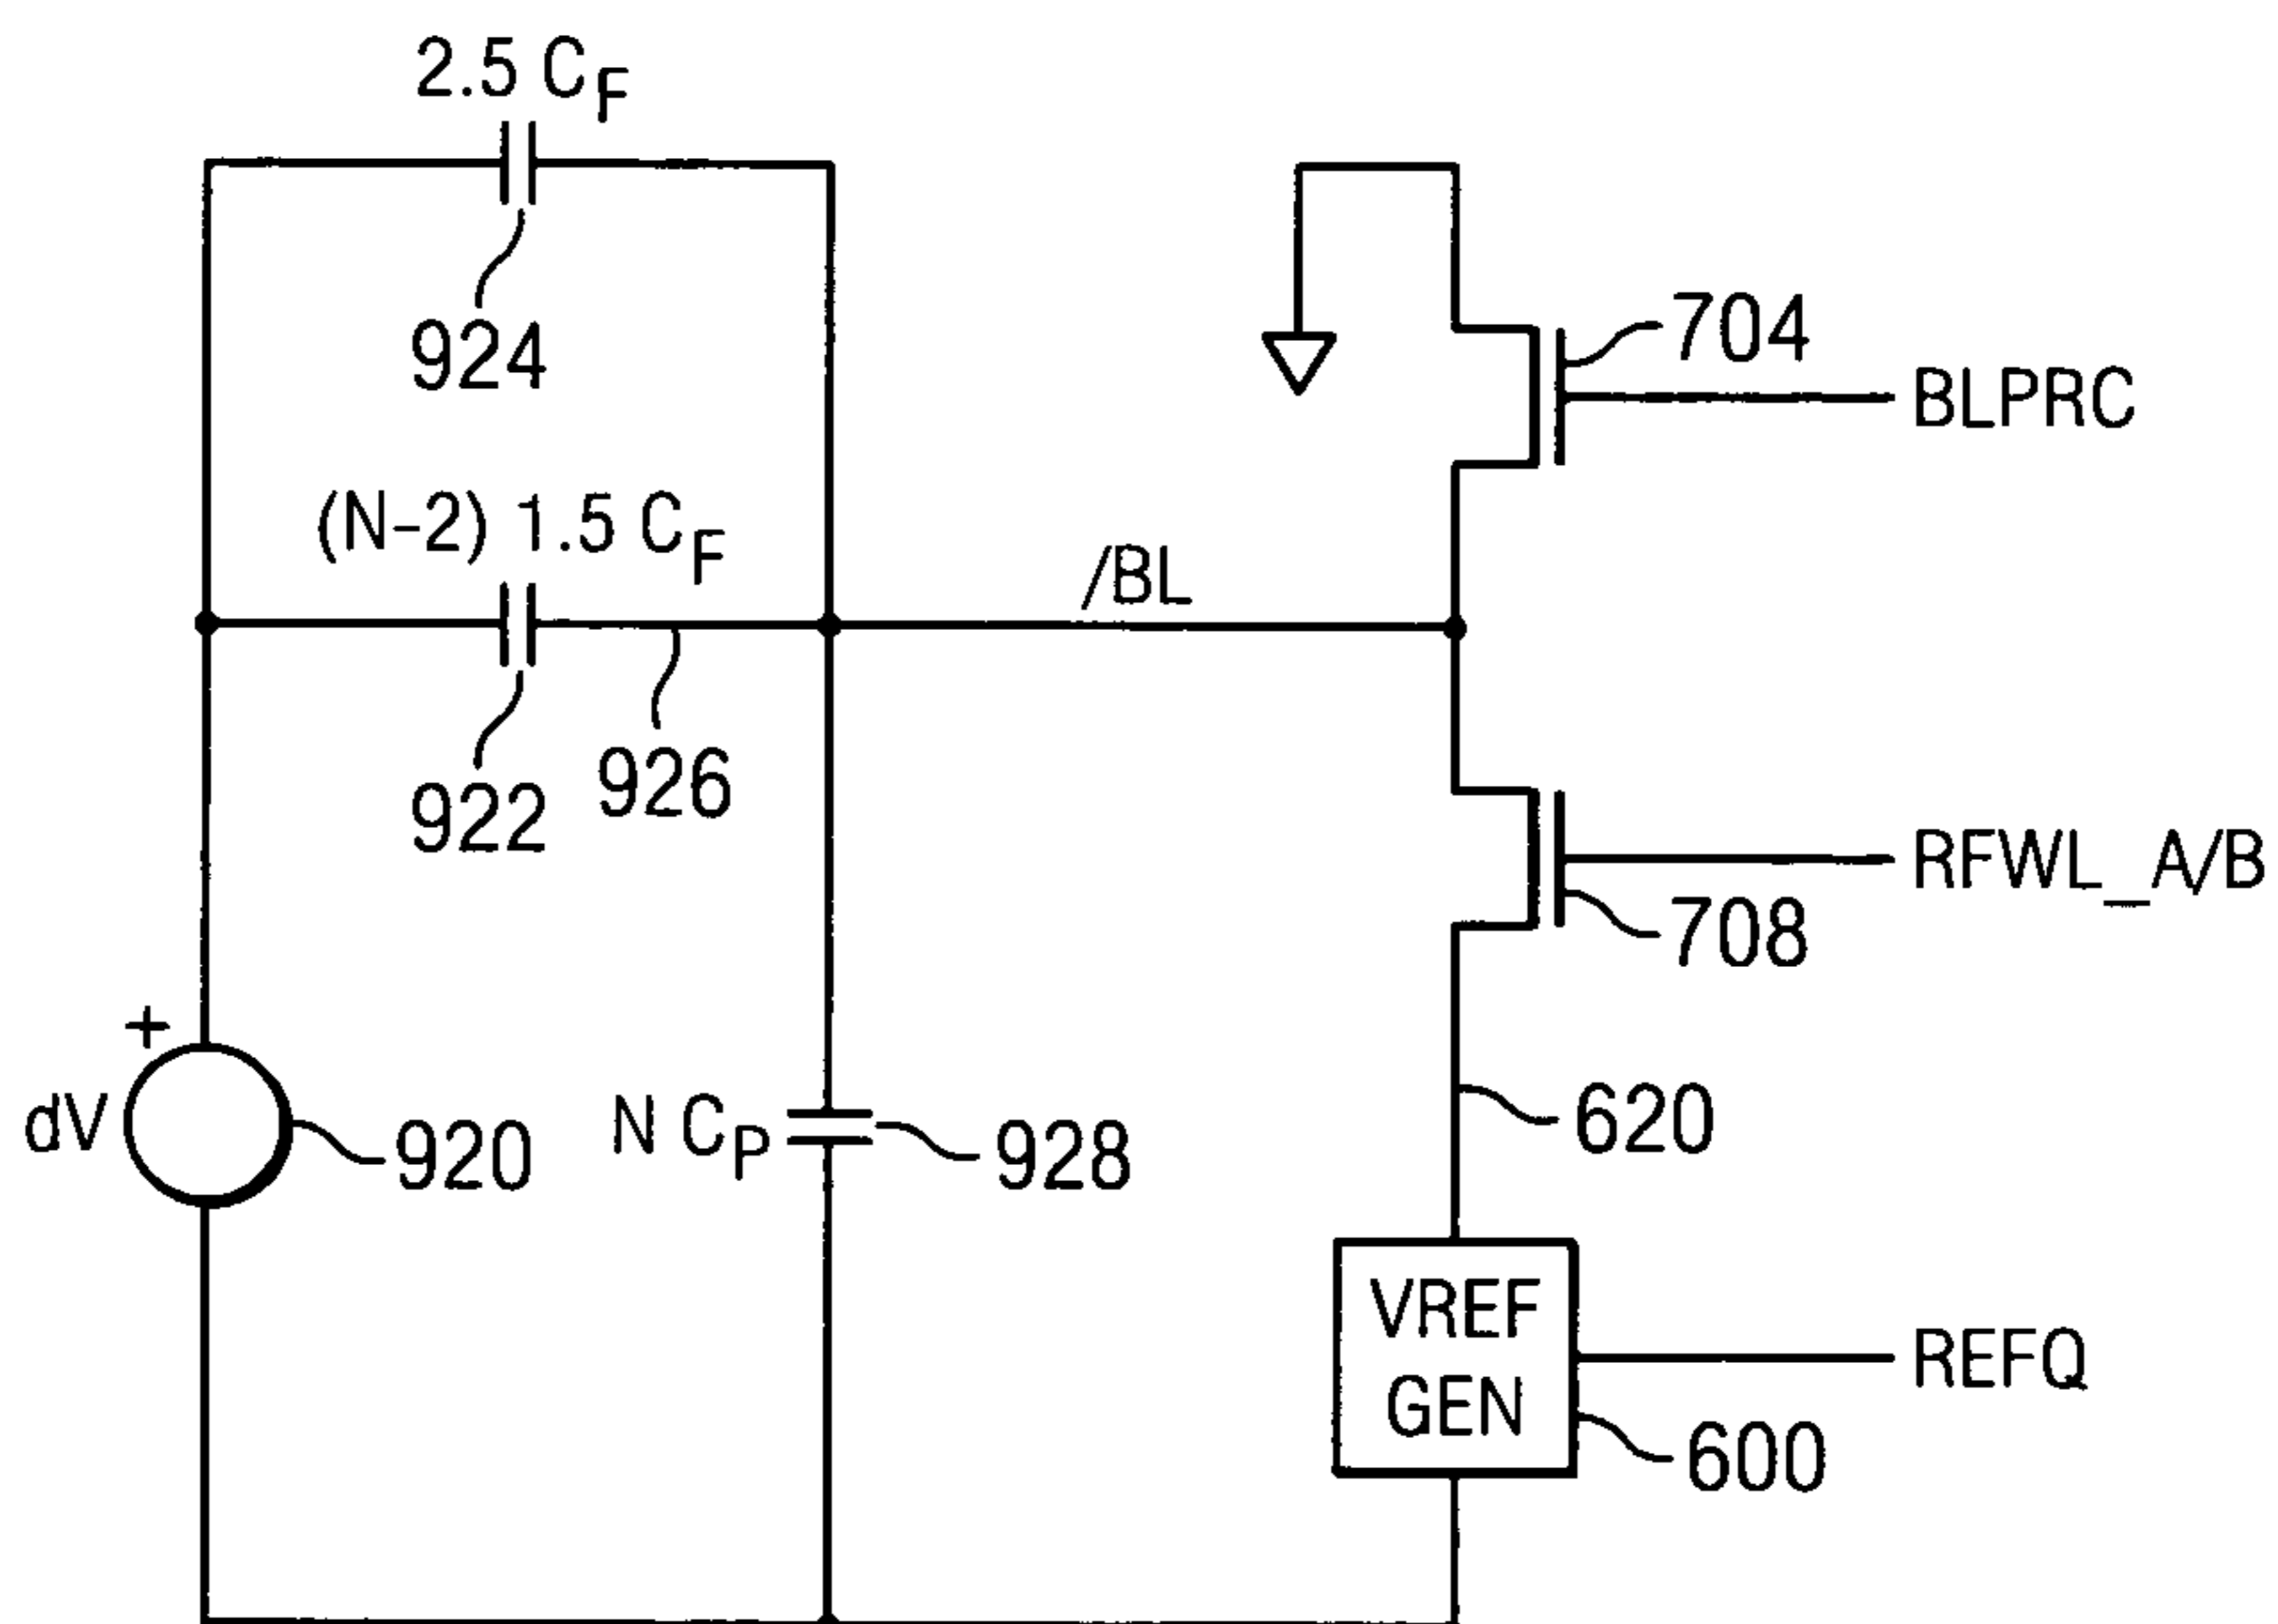 2.5 CF
924
704
BLPRC
(N-2) 1.5 CF
/BL
922
926
RFWL_A/B
708
+
dV
920
N CP
928
620
VREF
GEN
REFQ
600